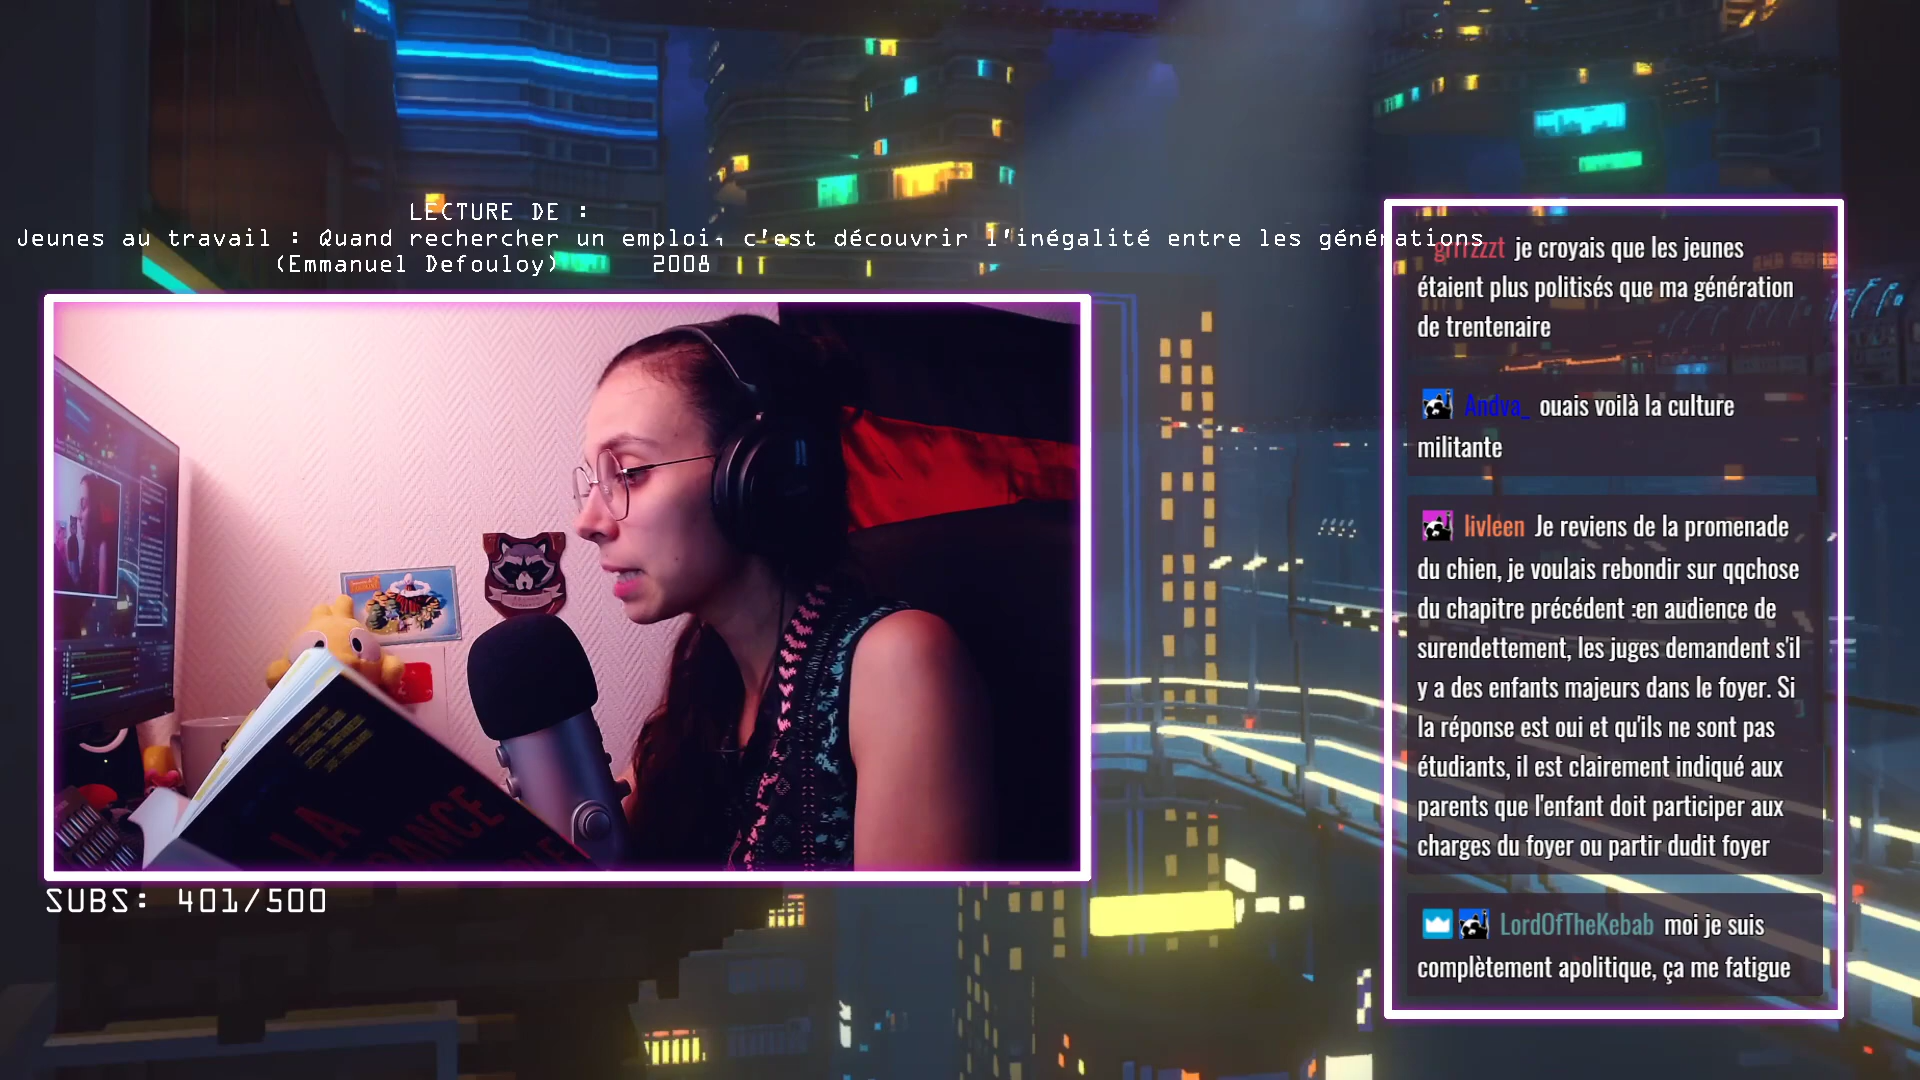 LECTURE DE :
Jeunes au travail : Quand rechercher un emploi, c'est découvrir l'inégalité entre les générations
(Emmanuel Defouloy) 2008
grrrzzzt je croyais que les jeunes
étaient plus politisés que ma génération
de trentenaire
Andva_ ouais voilà la culture
militante
livleen Je reviens de la promenade
du chien, je voulais rebondir sur qqchose
du chapitre précédent :en audience de
surendettement, les juges demandent s'il
y a des enfants majeurs dans le foyer. Si
la réponse est oui et qu'ils ne sont pas
étudiants, il est clairement indiqué aux
parents que l'enfant doit participer aux
charges du foyer ou partir dudit foyer
LordOfTheKebab moi je suis
complètement apolitique, ça me fatigue
LA
SUBS: 401/500